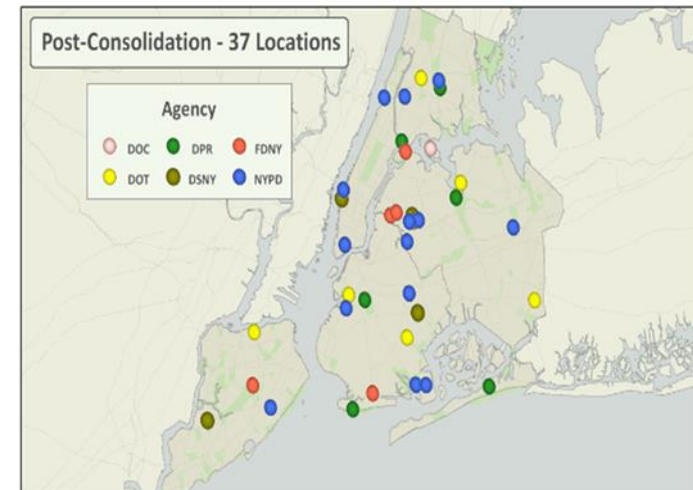 Post-Consolidation - 37 Locations
Agency
DOC DPR FDNY
DOT DSNY NYPD